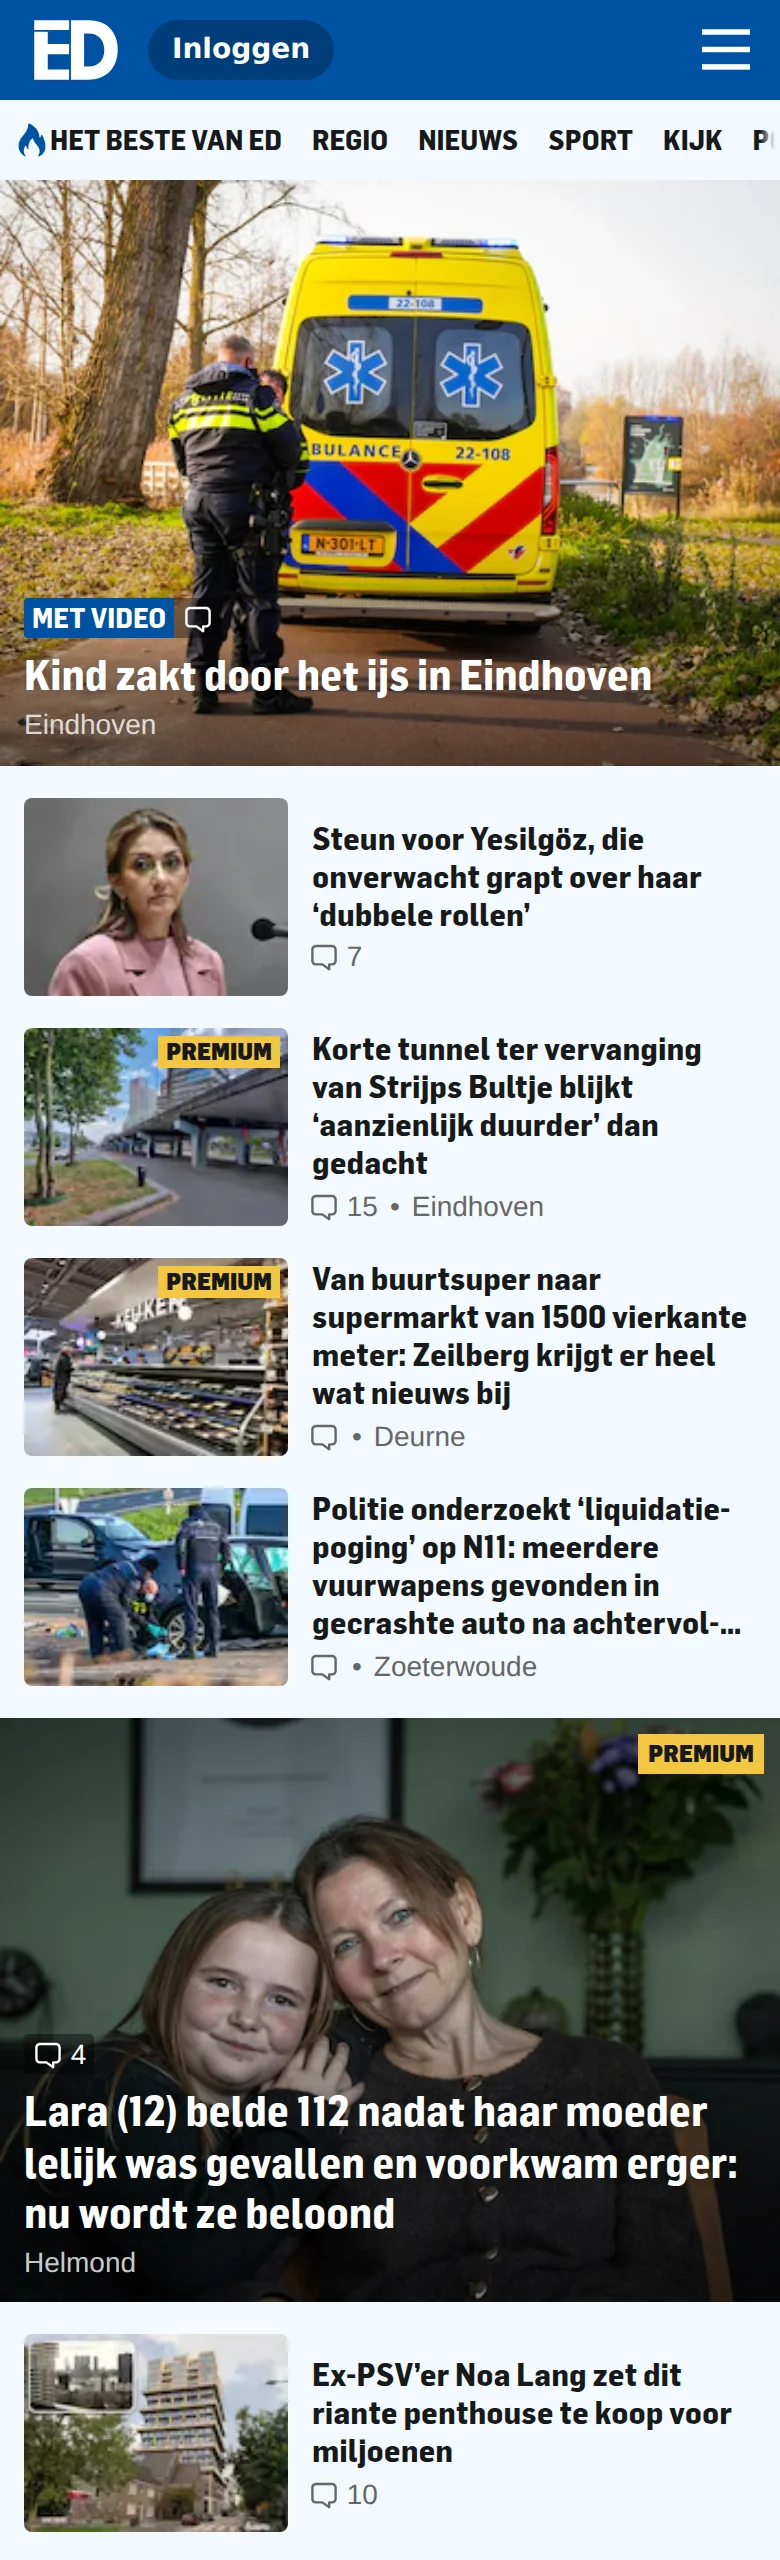 ED
Inloggen
HET BESTE VAN ED REGIO NIEUWS SPORT KIJK
22-108
BULANCE 22-108
N-301-LT
MET VIDEO
Kind zakt door het ijs in Eindhoven
Eindhoven
Steun voor Yesilgöz, die
onverwacht grapt over haar
‘dubbele rollen’
7
PREMIUM
Korte tunnel ter vervanging
van Strijps Bultje blijkt
‘aanzienlijk duurder’ dan
gedacht
15 • Eindhoven
PREMIUM
KEUKEN
Van buurtsuper naar
supermarkt van 1500 vierkante
meter: Zeilberg krijgt er heel
wat nieuws bij
• Deurne
Politie onderzoekt ‘liquidatie-
poging’ op N11: meerdere
vuurwapens gevonden in
gecrashte auto na achtervol-...
• Zoeterwoude
PREMIUM
4
Lara (12) belde 112 nadat haar moeder
lelijk was gevallen en voorkwam erger:
nu wordt ze beloond
Helmond
Ex-PSV’er Noa Lang zet dit
riante penthouse te koop voor
miljoenen
10